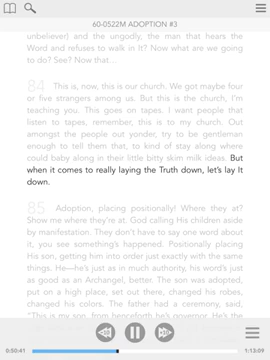 60-0522M ADOPTION #3
unbeliever) and the ungodly, the man that hears the
Word and refuses to walk in It? Now what are we going
to do? See? Now that…
84 This is, now, this is our church. We got maybe four
or five strangers among us. But this is the church, I'm
teaching you. This goes on tapes. I want people that
listen to tapes, remember, this is to my church. Out
amongst the people out yonder, try to be gentlemen
enough to tell them that, to kind of stay along where
could baby along in their little bitty skim milk ideas. But
when it comes to really laying the Truth down, let's lay It
down.
85 Adoption, placing positionally! Where they at?
Show me where they're at. God calling His children aside
by manifestation. They don't have to say one word about
it, you see something's happened. Positionally placing
His son, getting him into order just exactly with the same
things. He—he's just as in much authority, his word's just
as good as an Archangel, better. The son was adopted,
put on a high place, set out there, changed his robes,
changed his colors. The father had a ceremony, said,
"This is my son, from henceforth he's governor. He's the
0:50:41
1:13:09